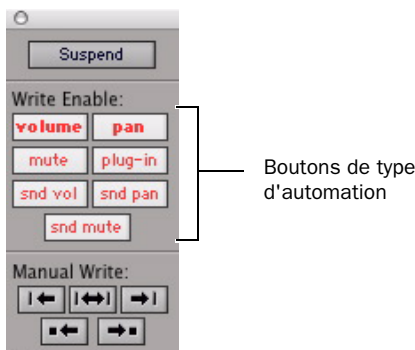 Suspend
Write Enable:
volume pan
mute plug-in
snd vol snd pan
snd mute
Boutons de type
d'automation
Manual Write: